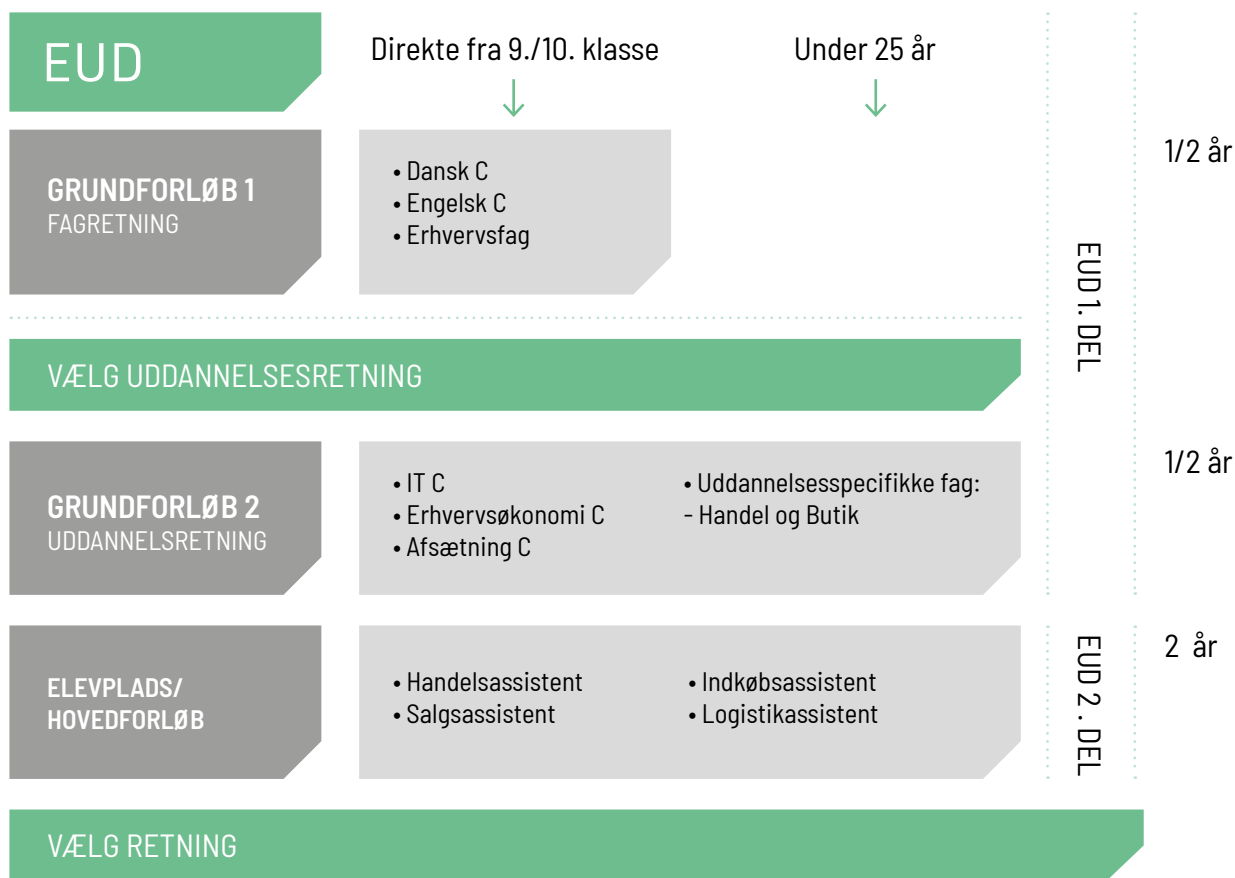 EUD
Direkte fra 9./10. klasse
Under 25 år
GRUNDFORLØB 1
FAGRETNING
• Dansk C
• Engelsk C
• Erhvervsfag
1/2 år
EUD 1. DEL
VÆLG UDDANNELSESRETNING
GRUNDFORLØB 2
UDDANNELSRETNING
• IT C
• Erhvervsøkonomi C
• Afsætning C
• Uddannelsesspecifikke fag:
- Handel og Butik
1/2 år
ELEVPLADS/
HOVEDFORLØB
• Handelsassistent
• Salgsassistent
• Indkøbsassistent
• Logistikassistent
EUD 2 . DEL
2 år
VÆLG RETNING